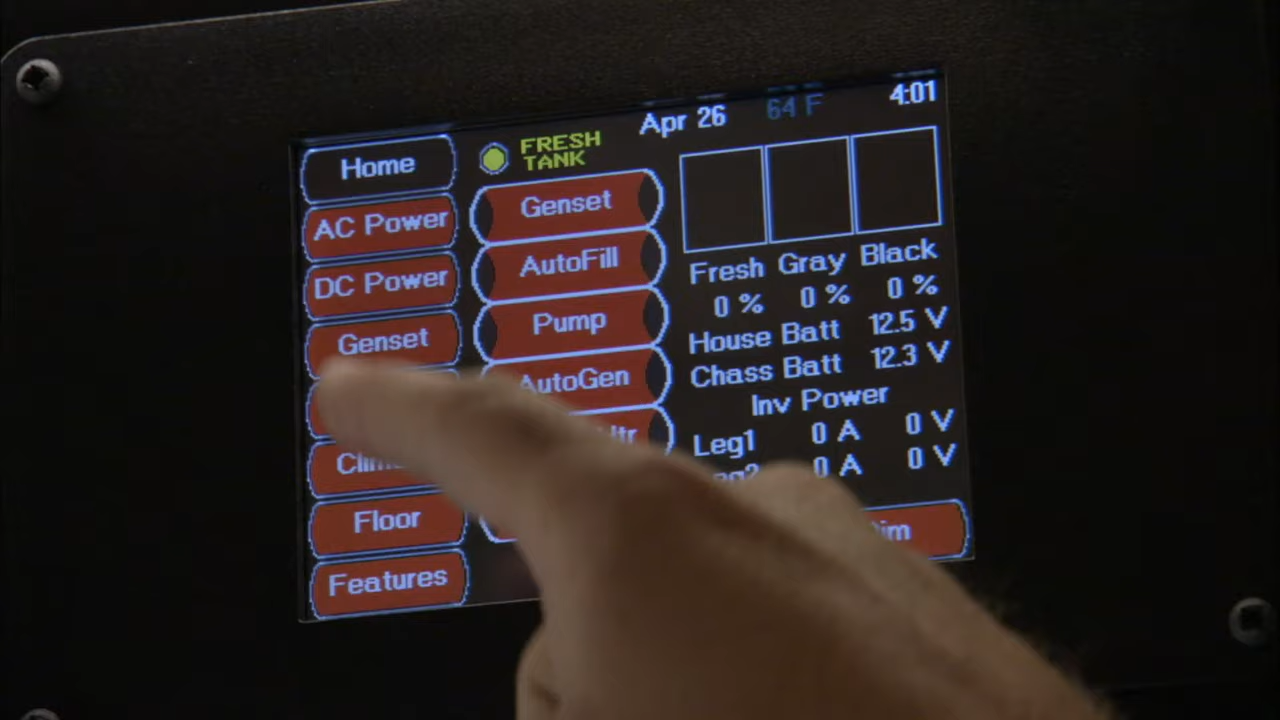 Apr 26 64 F 4:01
Home
AC Power
DC Power
Genset
Floor
Features
FRESH
TANK
Genset
AutoFill
Pump
AutoGen
Fresh Gray Black
0 % 0 % 0 %
House Batt 12.5 V
Chass Batt 12.3 V
Inv Power
Leg1 0 A 0 V
0 A 0 V